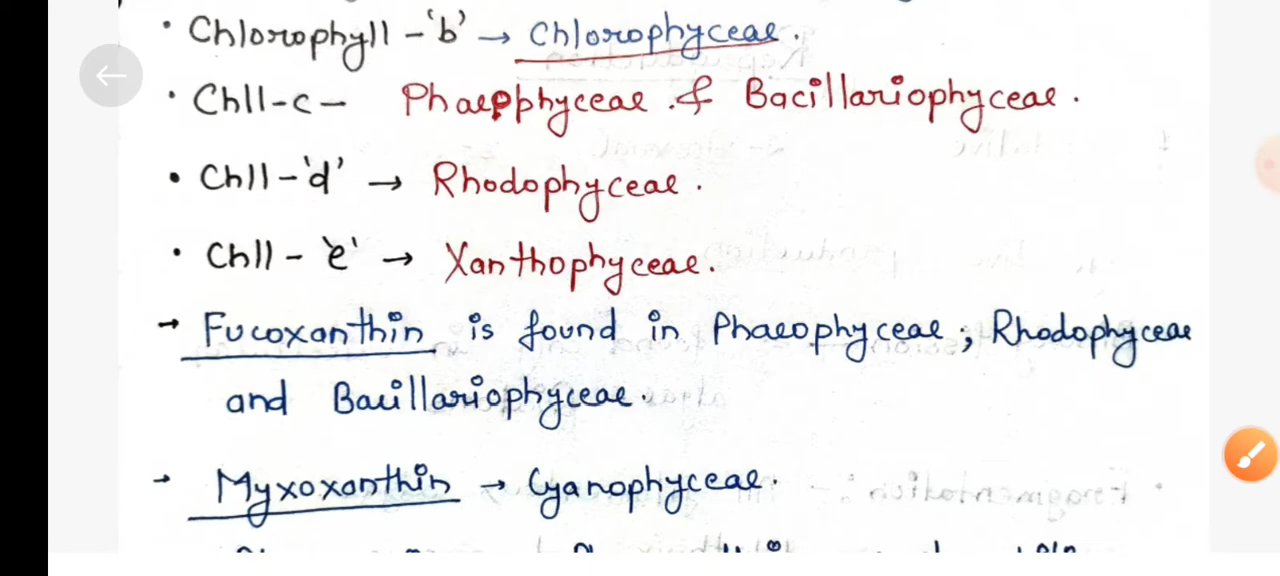 • Chlorophyll - 'b' → Chlorophyceae.
• Chll-c - Phaeophyceae & Bacillariophyceae.
• Chll-'d' → Rhodophyceae.
• Chll-'e' → Xanthophyceae.
→ Fucoxanthin is found in Phaeophyceae; Rhodophyceae
and Bacillariophyceae.
→ Myxoxanthin → Cyanophyceae.